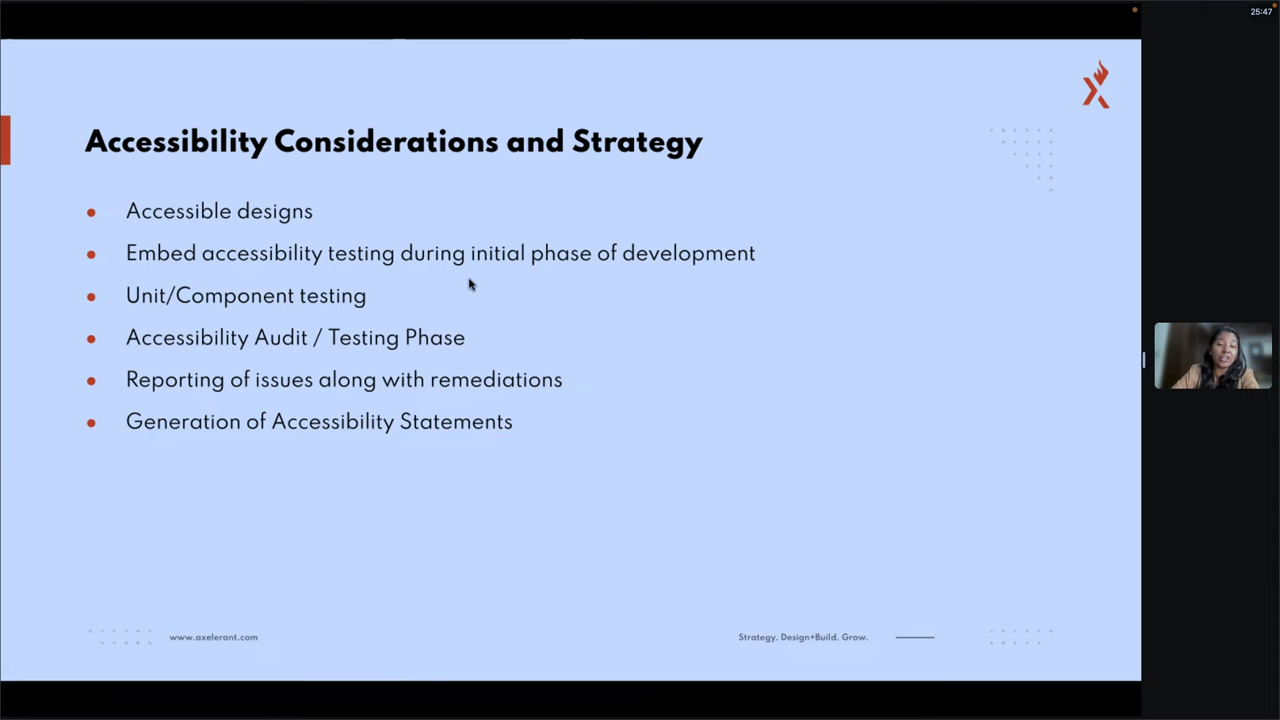 25:47
Accessibility Considerations and Strategy
● Accessible designs
● Embed accessibility testing during initial phase of development
● Unit/Component testing
● Accessibility Audit / Testing Phase
● Reporting of issues along with remediations
● Generation of Accessibility Statements
www.axelerant.com
Strategy. Design+Build. Grow.